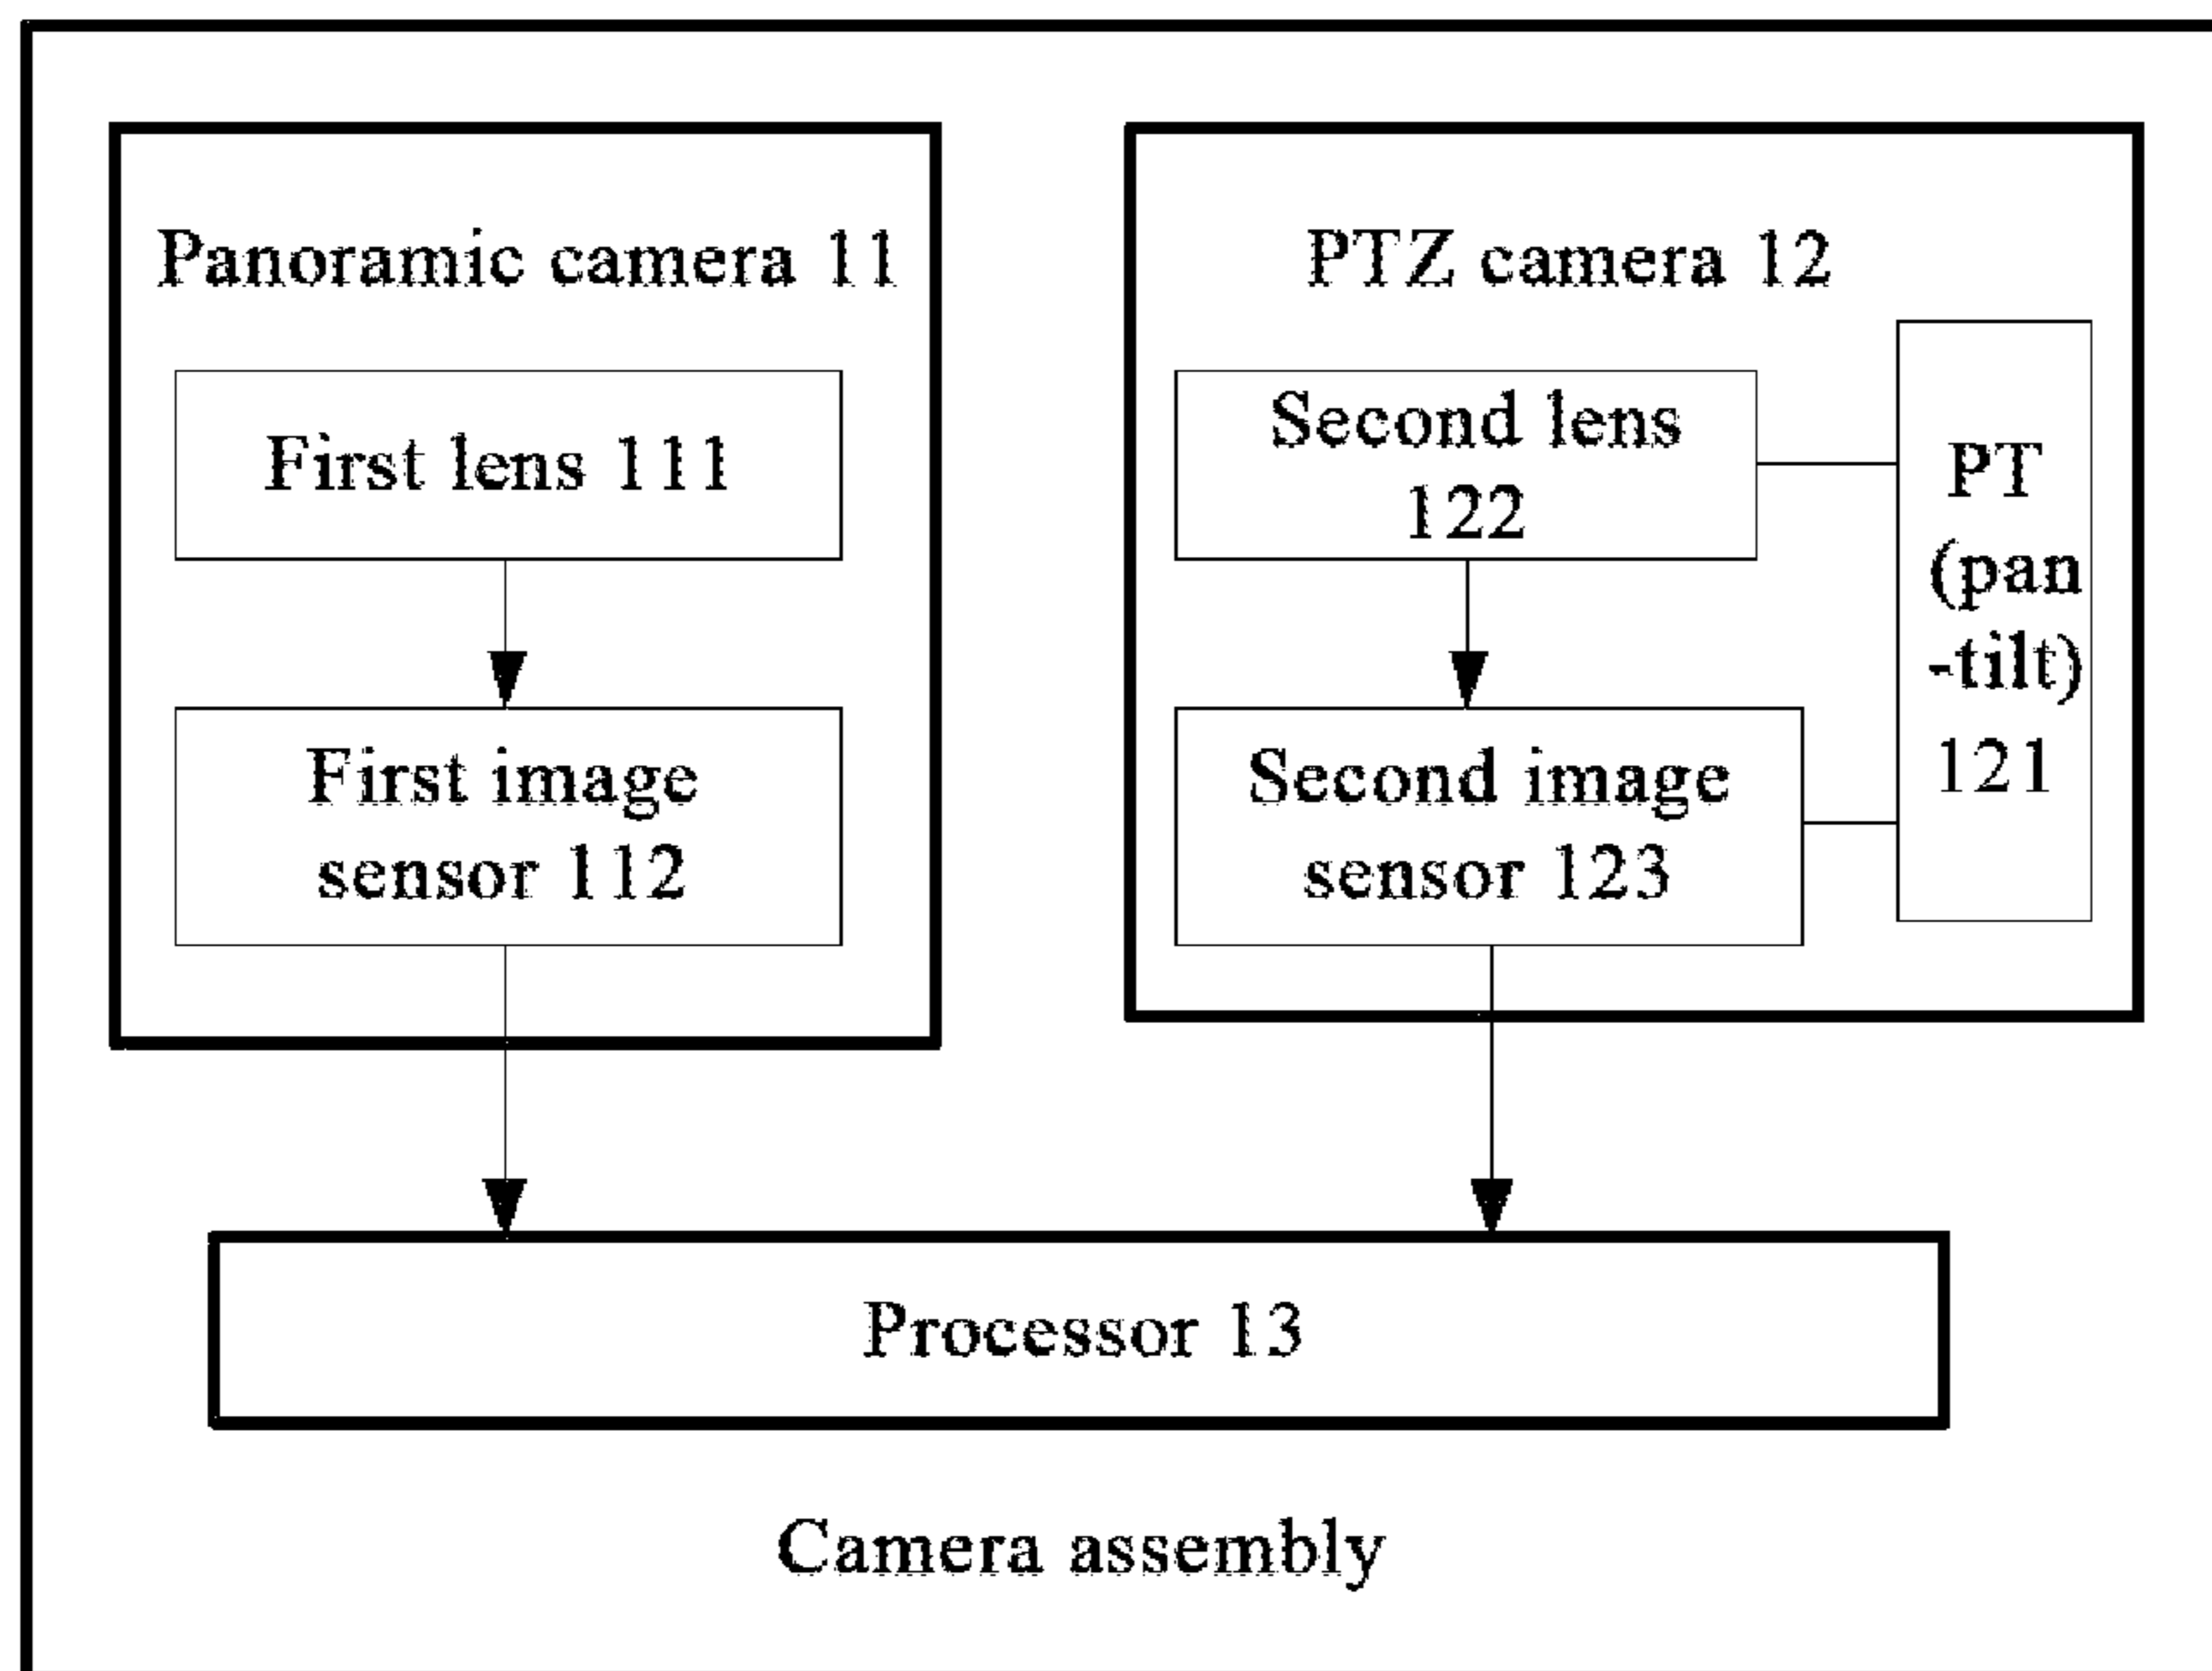 Panoramic camera 11
First lens 111
First image
sensor 112
PTZ camera 12
Second lens
122
Second image
sensor 123
PT
(pan
-tilt)
121
Processor 13
Camera assembly